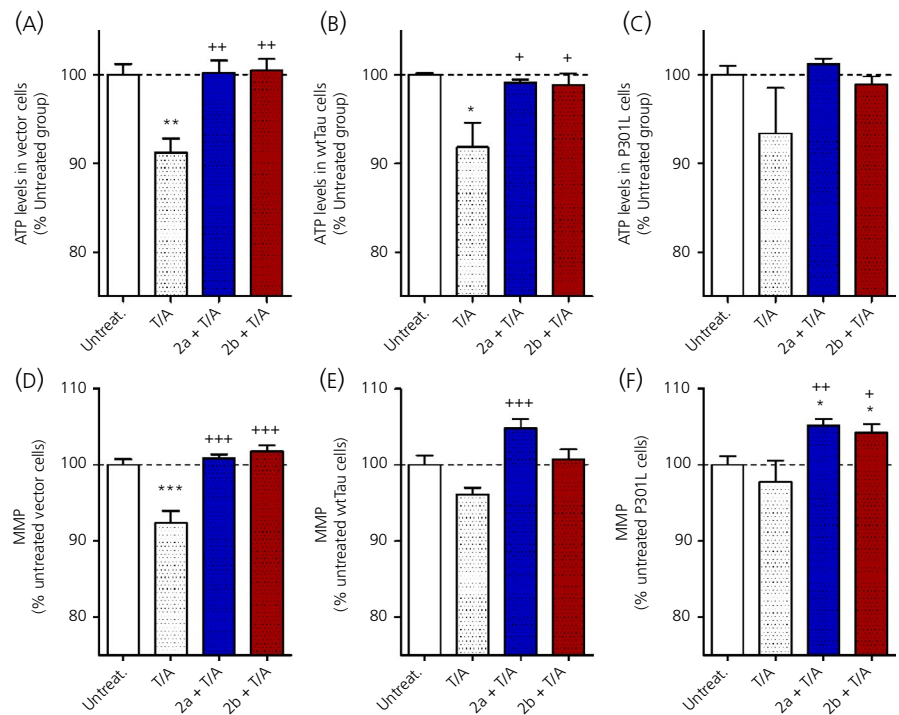 (A)
ATP levels in vector cells
(% Untreated group)
100
90
80
**
++
++
Untreat.
T/A
2a + T/A
2b + T/A
(B)
ATP levels in wtTau cells
(% Untreated group)
100
90
80
*
+
+
Untreat.
T/A
2a + T/A
2b + T/A
(C)
ATP levels in P301L cells
(% Untreated group)
100
90
80
Untreat.
T/A
2a + T/A
2b + T/A
(D)
MMP
(% untreated vector cells)
110
100
90
80
***
+++
+++
Untreat.
T/A
2a + T/A
2b + T/A
(E)
MMP
(% untreated wtTau cells)
110
100
90
80
+++
Untreat.
T/A
2a + T/A
2b + T/A
(F)
MMP
(% untreated P301L cells)
110
100
90
80
++
*
+
*
Untreat.
T/A
2a + T/A
2b + T/A